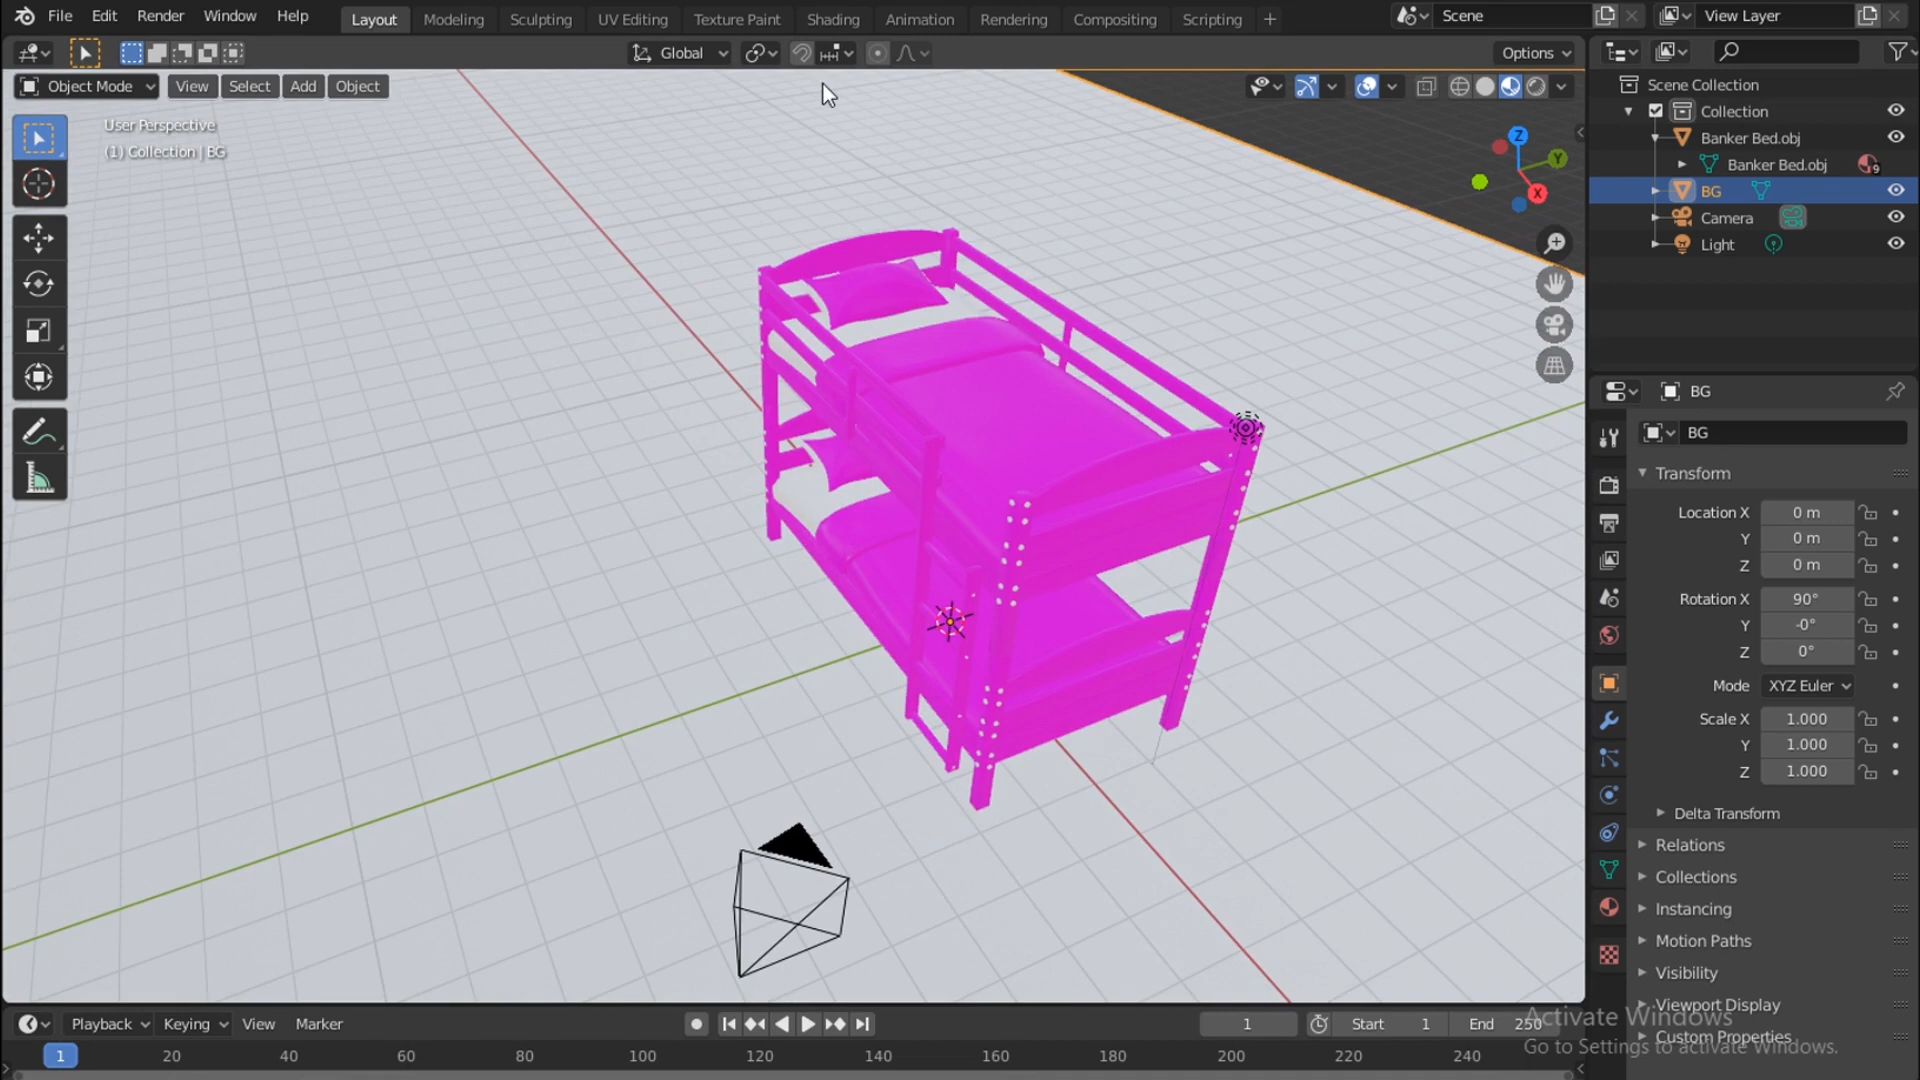 File Edit Render Window Help Layout Modeling Sculpting UV Editing Texture Paint Shading Animation Rendering Compositing Scripting + Scene View Layer
Global Options
Object Mode View Select Add Object
User Perspective
(1) Collection | BG
Z
Y
X
Scene Collection
Collection
Banker Bed.obj
Banker Bed.obj 9
BG
Camera
Light
BG
BG
Transform
Location X 0 m
Y 0 m
Z 0 m
Rotation X 90°
Y -0°
Z 0°
Mode XYZ Euler
Scale X 1.000
Y 1.000
Z 1.000
Delta Transform
Relations
Collections
Instancing
Motion Paths
Visibility
Viewport Display
Custom Properties
Activate Windows
Go to Settings to activate Windows.
Playback Keying View Marker 1 Start 1 End 250
1 20 40 60 80 100 120 140 160 180 200 220 240